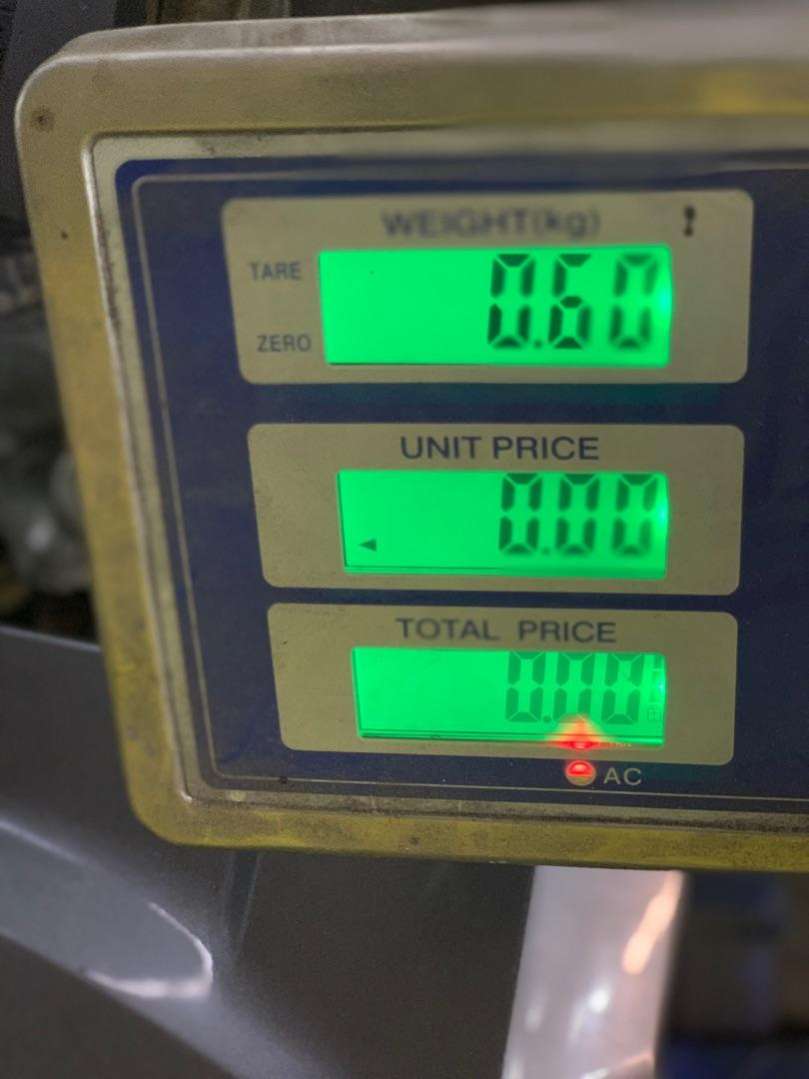 WEIGHT(kg)
TARE
0.60
ZERO
UNIT PRICE
0.00
TOTAL PRICE
0.00
AC